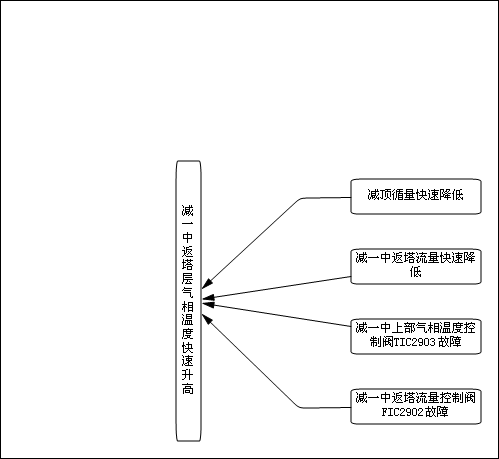 减一中返塔层气相温度快速升高
减顶循量快速降低
减一中返塔流量快速降
低
减一中上部气相温度控
制阀TIC2903故障
减一中返塔流量控制阀
FIC2902故障